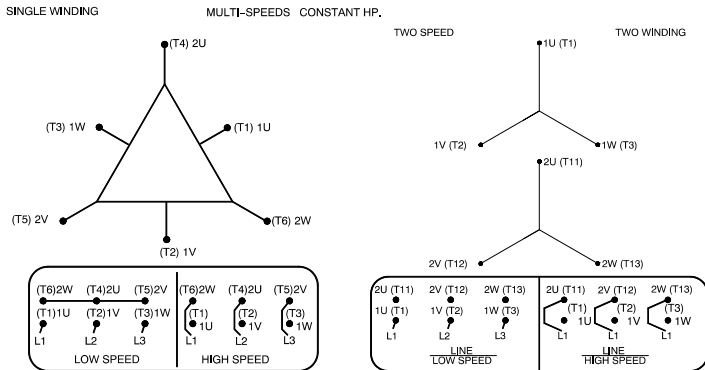 SINGLE WINDING
MULTI-SPEEDS CONSTANT HP.
(T4) 2U
(T3) 1W
(T1) 1U
(T5) 2V
(T6) 2W
(T2) 1V
(T6)2W (T4)2U (T5)2V
(T1)1U (T2)1V (T3)1W
L1 L2 L3
LOW SPEED
(T6)2W (T4)2U (T5)2V
(T1) (T2) (T3)
1U 1V 1W
L1 L2 L3
HIGH SPEED
TWO SPEED
TWO WINDING
1U (T1)
1V (T2)
1W (T3)
2U (T11)
2V (T12)
2W (T13)
2U (T11) 2V (T12) 2W (T13)
1U (T1) 1V (T2) 1W (T3)
L1 L2 L3
LINE
LOW SPEED
2U (T11) 2V (T12) 2W (T13)
(T1) (T2) (T3)
1U 1V 1W
L1 L1 L1
LINE
HIGH SPEED